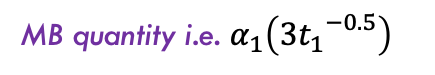 MB quantity i.e. α₁(3t₁⁻⁰·⁵)